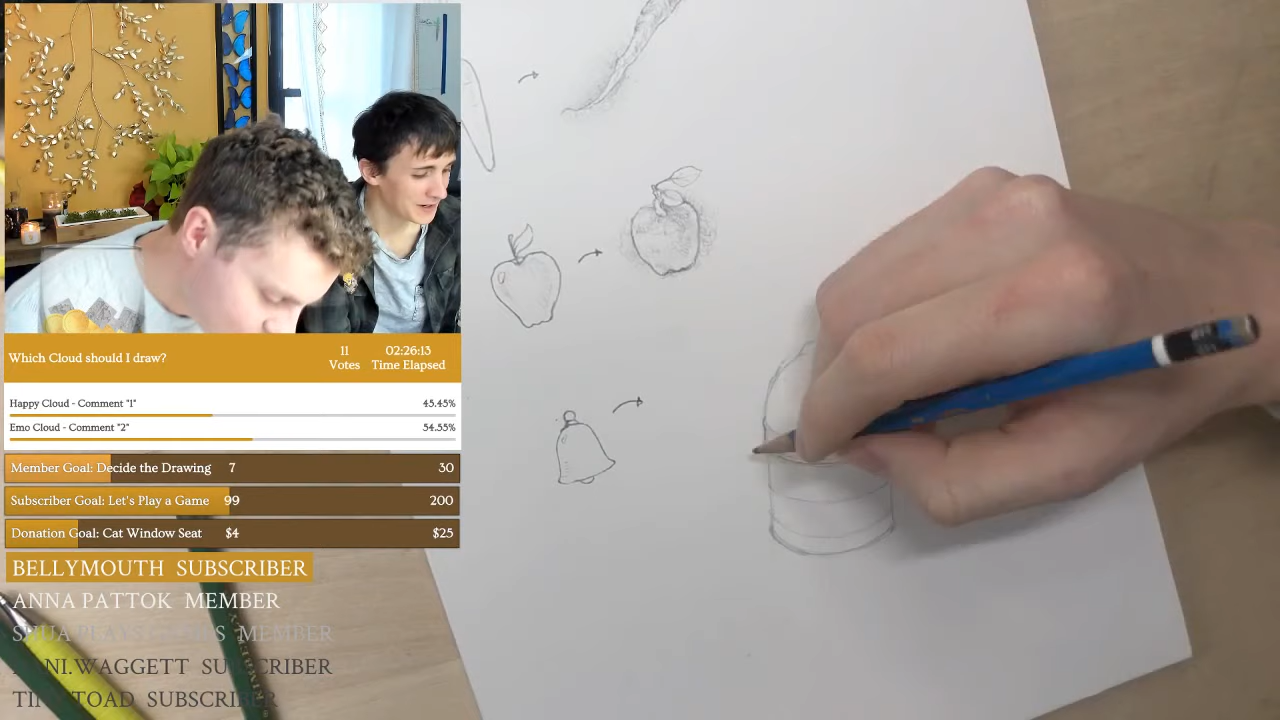 Which Cloud should I draw?
11
Votes
02:26:13
Time Elapsed
Happy Cloud - Comment "1"
45.45%
Emo Cloud - Comment "2"
54.55%
Member Goal: Decide the Drawing 7 30
Subscriber Goal: Let's Play a Game 99 200
Donation Goal: Cat Window Seat $4 $25
BELLYMOUTH SUBSCRIBER
ANNA PATTOK MEMBER
MEMBER
SUBSCRIBER
SUBSCRIBER